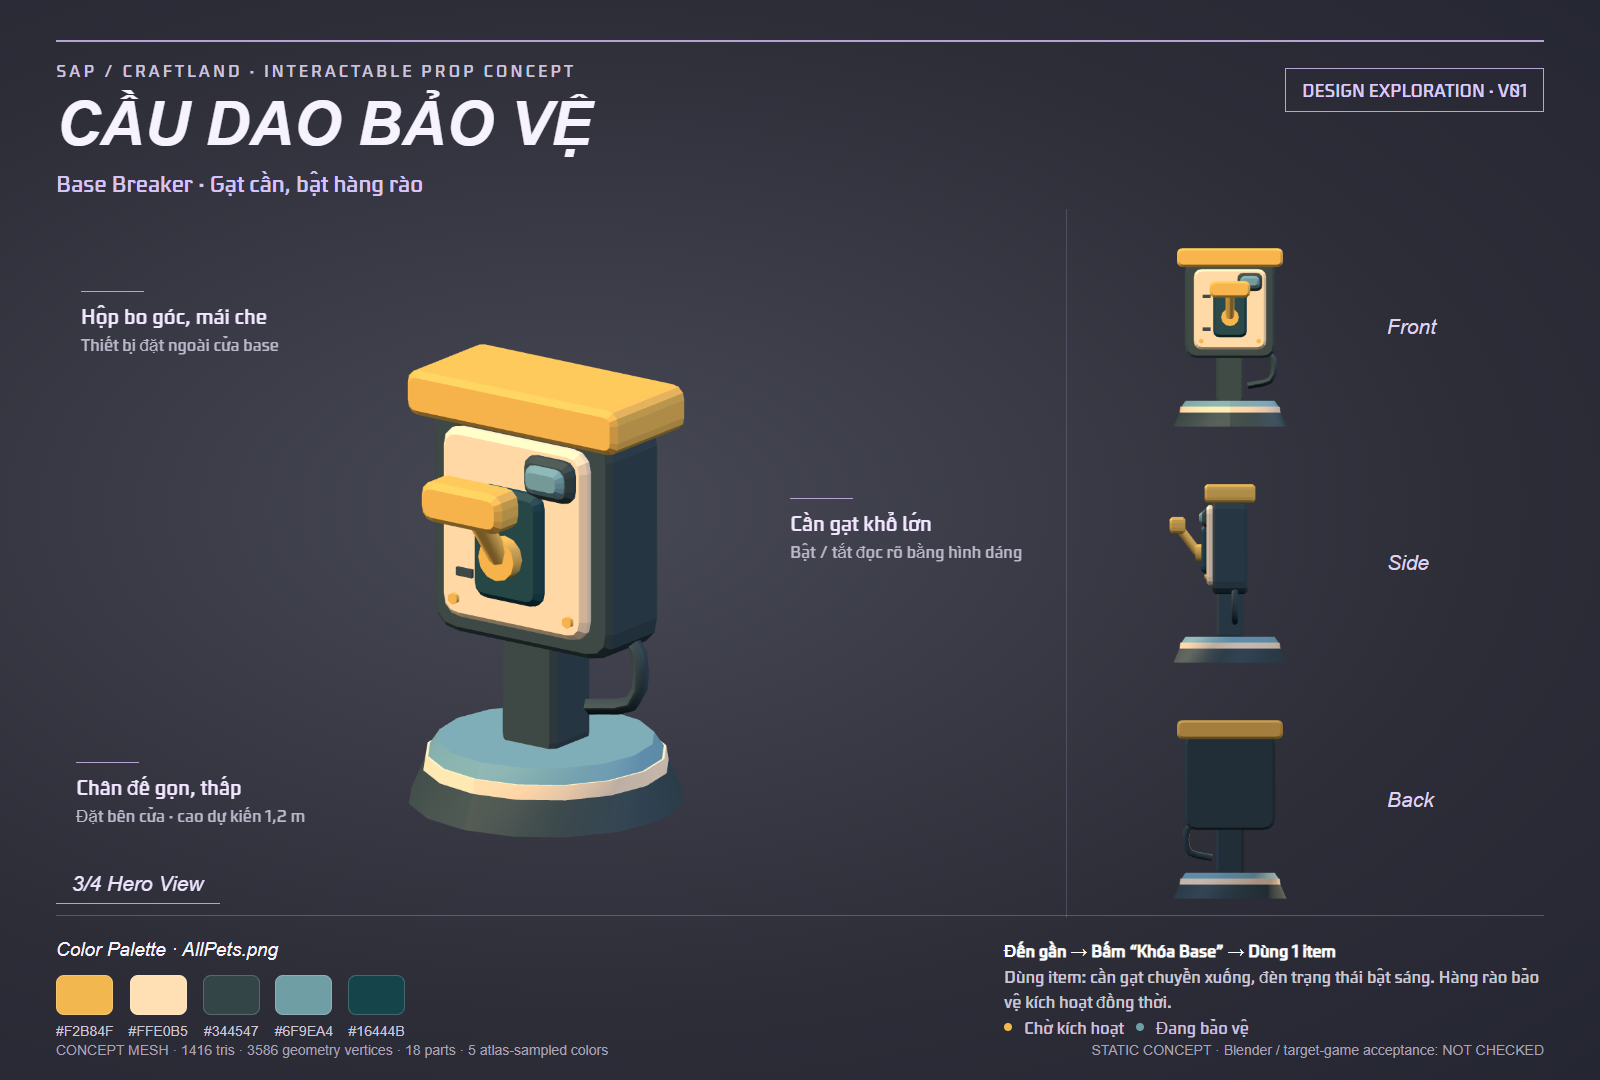 SAP / CRAFTLAND · INTERACTABLE PROP CONCEPT
DESIGN EXPLORATION · V01
CẦU DAO BẢO VỆ
Base Breaker · Gạt cần, bật hàng rào
Hộp bo góc, mái che
Thiết bị đặt ngoài cửa base
Cần gạt khổ lớn
Bật / tắt đọc rõ bằng hình dáng
Chân đế gọn, thấp
Đặt bên cửa · cao dự kiến 1,2 m
3/4 Hero View
Front
Side
Back
Color Palette · AllPets.png
#F2B84F #FFE0B5 #344547 #6F9EA4 #16444B
CONCEPT MESH · 1416 tris · 3586 geometry vertices · 18 parts · 5 atlas-sampled colors
Đến gần → Bấm “Khóa Base” → Dùng 1 item
Dùng item: cần gạt chuyển xuống, đèn trạng thái bật sáng. Hàng rào bảo
vệ kích hoạt đồng thời.
Chờ kích hoạt Đang bảo vệ
STATIC CONCEPT · Blender / target-game acceptance: NOT CHECKED